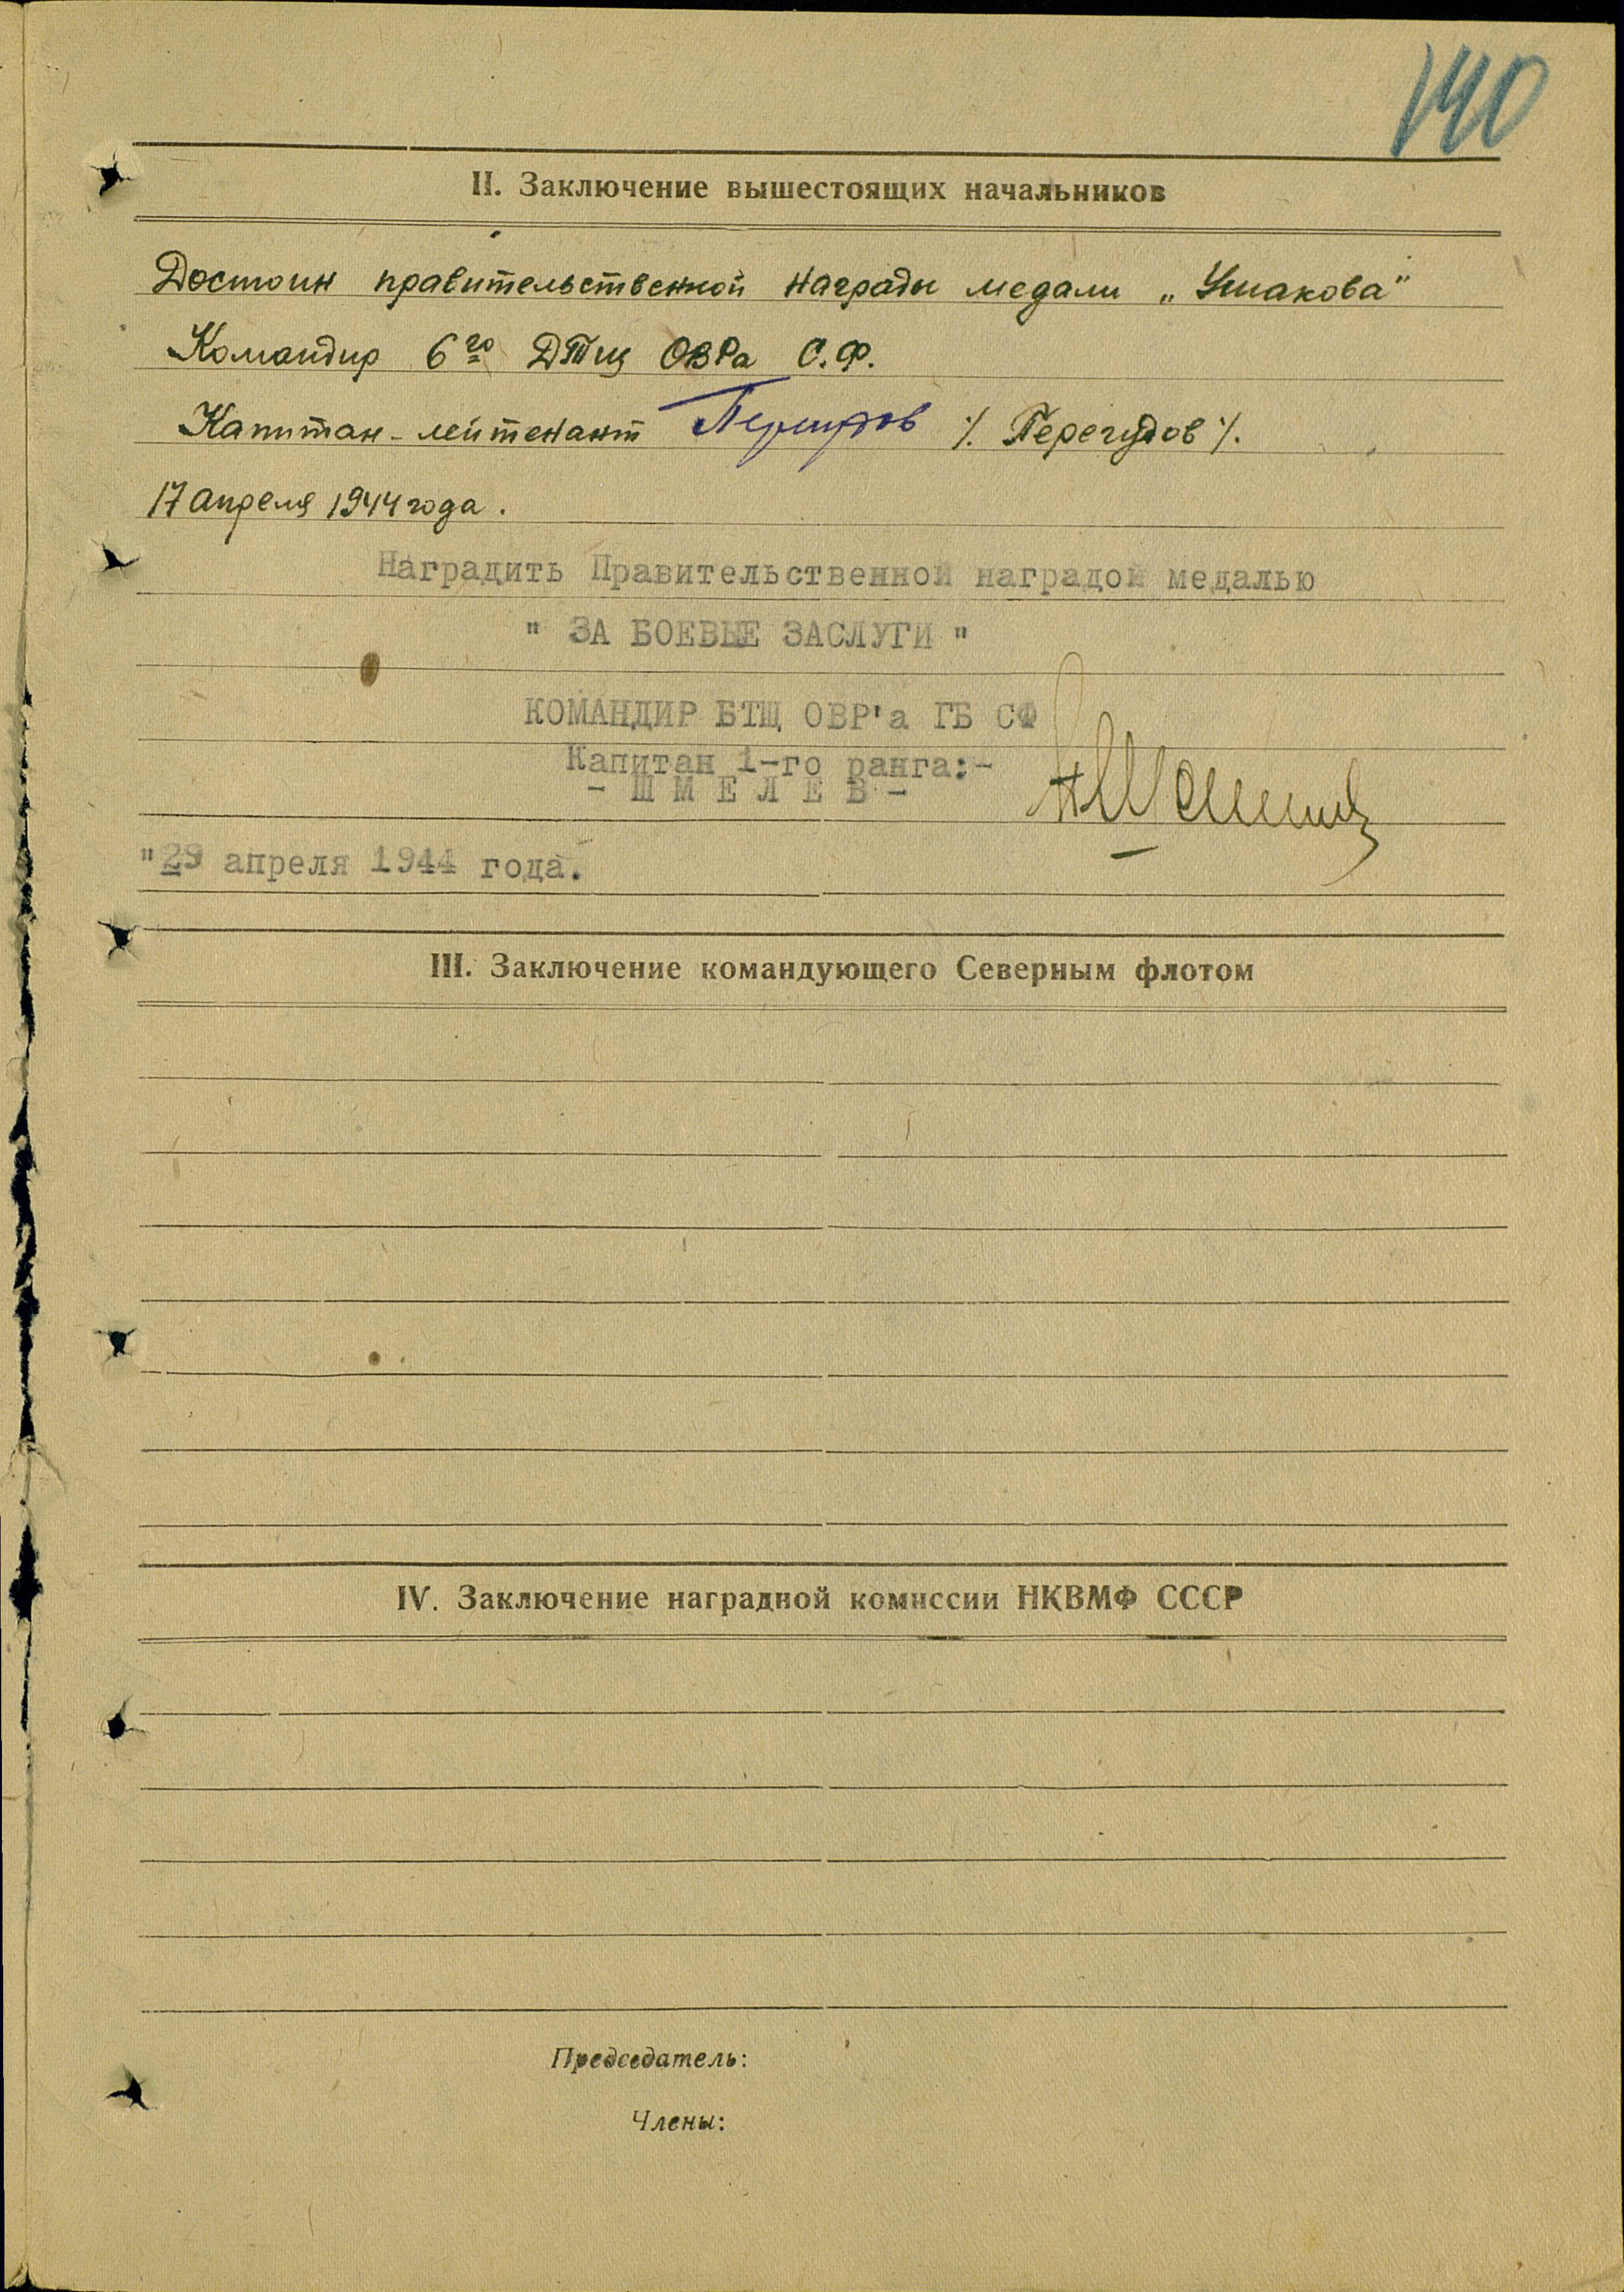 140
II. Заключение вышестоящих начальников
Достоин правительственной награды медали „Ушакова"
Командир 6го ДТщ ОВРа С.Ф.
Капитан-лейтенант Перегудов /. Перегудов /.
17 апреля 1944 года.
Наградить Правительственной наградой медалью
" ЗА БОЕВЫЕ ЗАСЛУГИ "
КОМАНДИР БТЩ ОВР'а ГБ СФ
Капитан 1-го ранга:-
- Ш М Е Л Е В -
"29 апреля 1944 года.
III. Заключение командующего Северным флотом
IV. Заключение наградной комиссии НКВМФ СССР
Председатель:
Члены: